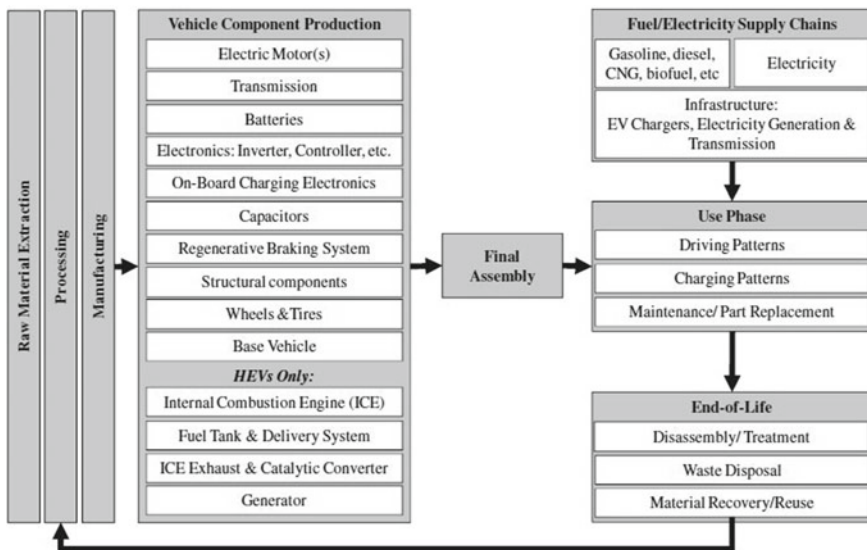 Raw Material Extraction
Processing
Manufacturing
Vehicle Component Production
Electric Motor(s)
Transmission
Batteries
Electronics: Inverter, Controller, etc.
On-Board Charging Electronics
Capacitors
Regenerative Braking System
Structural components
Wheels &Tires
Base Vehicle
HEVs Only:
Internal Combustion Engine (ICE)
Fuel Tank & Delivery System
ICE Exhaust & Catalytic Converter
Generator
Final
Assembly
Fuel/Electricity Supply Chains
Gasoline, diesel,
CNG, biofuel, etc
Electricity
Infrastructure:
EV Chargers, Electricity Generation &
Transmission
Use Phase
Driving Patterns
Charging Patterns
Maintenance/ Part Replacement
End-of-Life
Disassembly/ Treatment
Waste Disposal
Material Recovery/Reuse